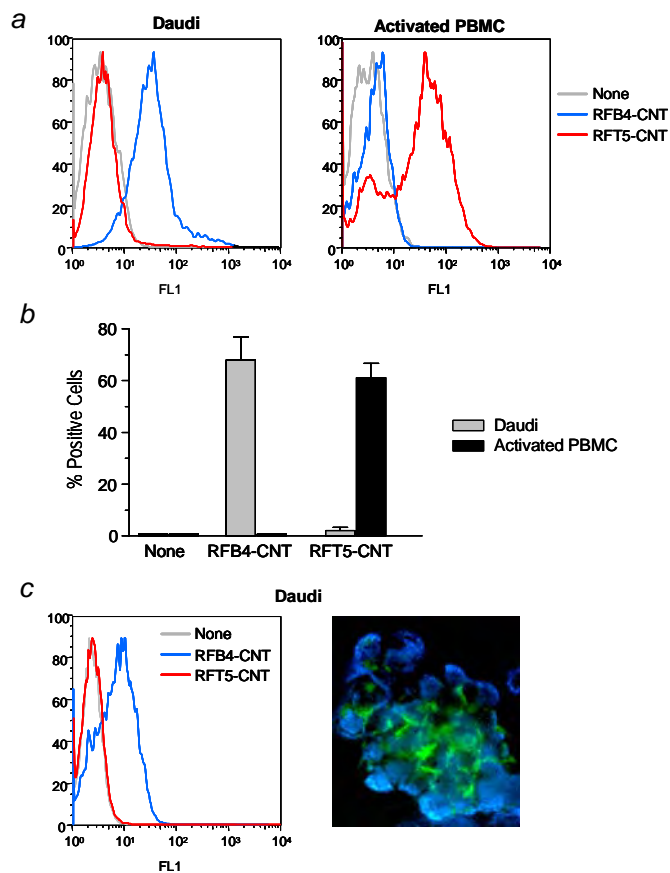 a
Daudi
Activated PBMC
100
80
60
40
20
0
10⁰ 10¹ 10² 10³ 10⁴
FL1
100
80
60
40
20
0
10⁰ 10¹ 10² 10³ 10⁴
FL1
None
RFB4-CNT
RFT5-CNT
b
% Positive Cells
80
60
40
20
0
None RFB4-CNT RFT5-CNT
Daudi
Activated PBMC
c
Daudi
100
80
60
40
20
0
10⁰ 10¹ 10² 10³ 10⁴
FL1
None
RFB4-CNT
RFT5-CNT